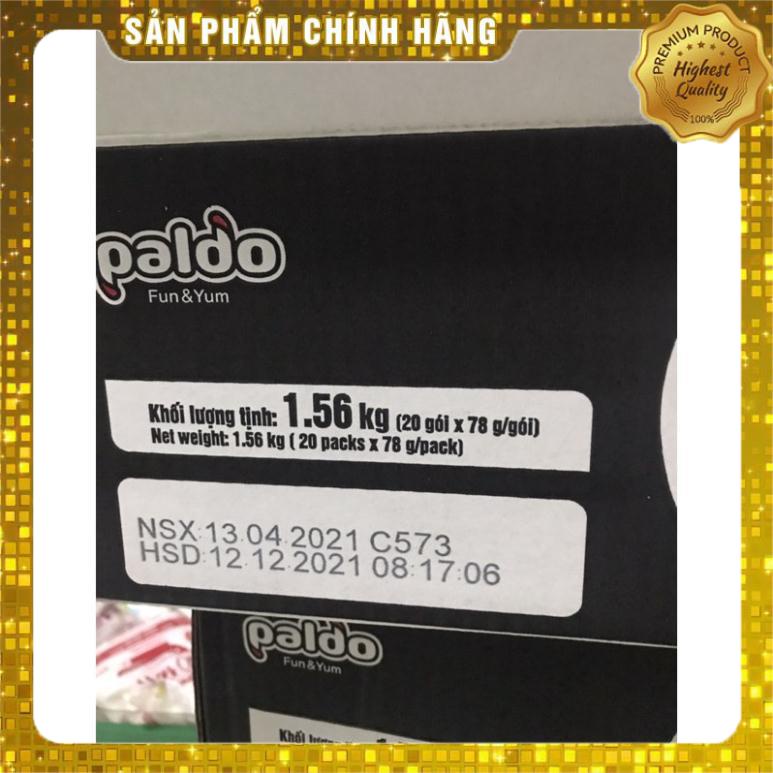 SẢN PHẨM CHÍNH HÃNG
PREMIUM PRODUCT
Highest
Quality
100%
paldo
Fun&Yum
Khối lượng tịnh: 1.56 kg (20 gói x 78 g/gói)
Net weight: 1.56 kg ( 20 packs x 78 g/pack)
NSX:13.04.2021 C573
HSD:12.12.2021 08:17:06
paldo
Fun&Yum
Khối